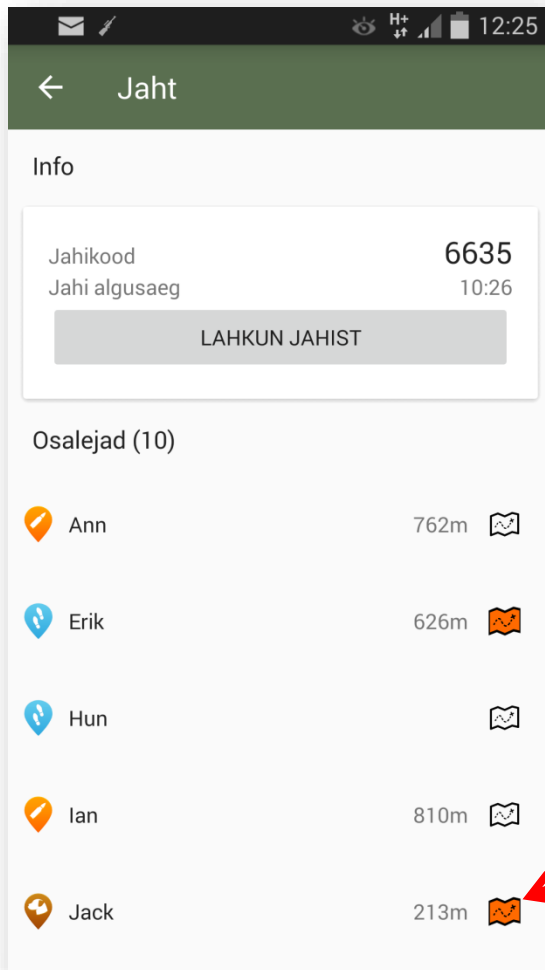 H+ 12:25
Jaht
Info
Jahikood 6635
Jahi algusaeg 10:26
LAHKUN JAHIST
Osalejad (10)
Ann 762m
Erik 626m
Hun
Ian 810m
Jack 213m